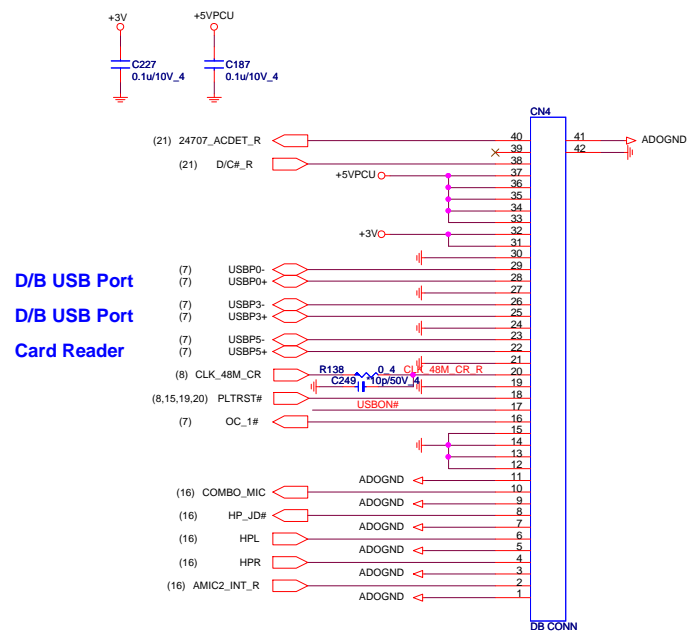 +3V
+5VPCU
C227
0.1u/10V_4
C187
0.1u/10V_4
CN4
(21) 24707_ACDET_R 40 41 ADOGND
39 42
(21) D/C#_R 38
+5VPCU 37
36
35
34
33
+3V 32
31
30
(7) USBP0- 29
D/B USB Port (7) USBP0+ 28
27
(7) USBP3- 26
D/B USB Port (7) USBP3+ 25
24
(7) USBP5- 23
Card Reader (7) USBP5+ 22
21
(8) CLK_48M_CR R138 0_4 CLK_48M_CR_R 20
C249 10p/50V_4 19
(8,15,19,20) PLTRST# 18
USBON# 17
(7) OC_1# 16
15
14
13
12
ADOGND 11
(16) COMBO_MIC 10
ADOGND 9
(16) HP_JD# 8
ADOGND 7
(16) HPL 6
ADOGND 5
(16) HPR 4
ADOGND 3
(16) AMIC2_INT_R 2
ADOGND 1
DB CONN